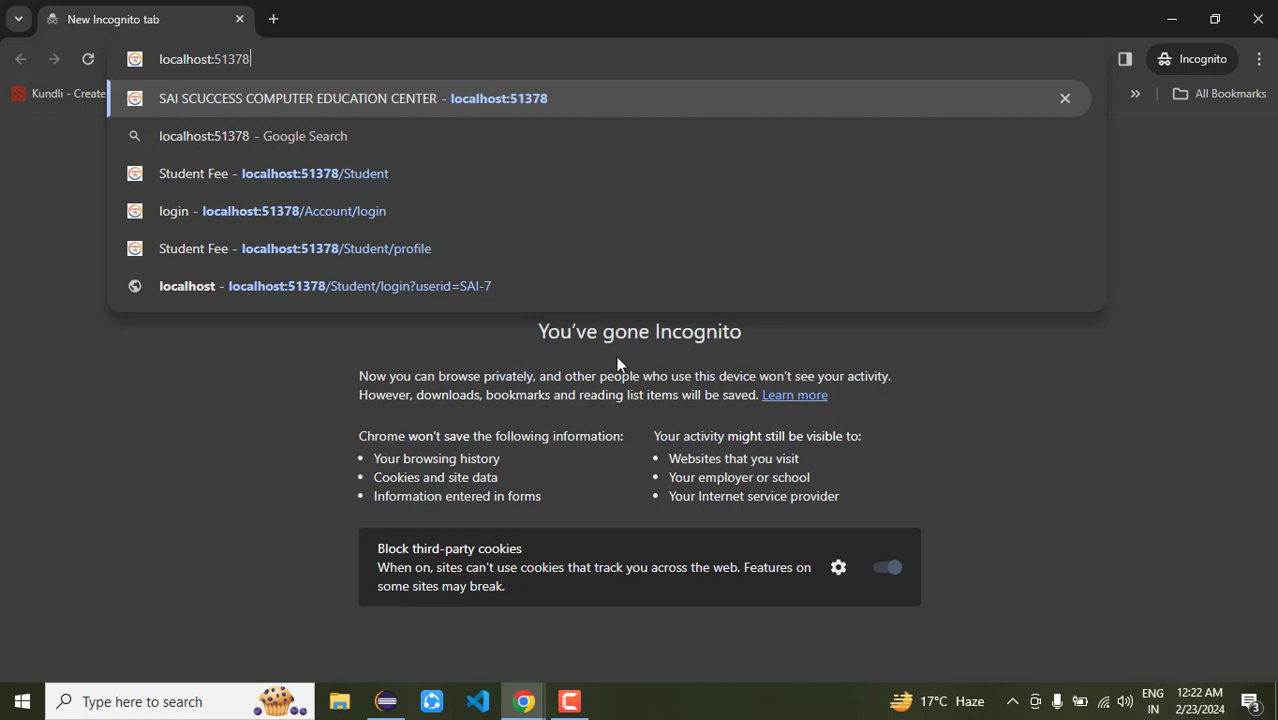 New Incognito tab
localhost:51378
Incognito
Kundli - Create
All Bookmarks
SAI SCUCCESS COMPUTER EDUCATION CENTER - localhost:51378
localhost:51378 - Google Search
Student Fee - localhost:51378/Student
login - localhost:51378/Account/login
Student Fee - localhost:51378/Student/profile
localhost - localhost:51378/Student/login?userid=SAI-7
You've gone Incognito
Now you can browse privately, and other people who use this device won't see your activity.
However, downloads, bookmarks and reading list items will be saved. Learn more
Chrome won't save the following information:
• Your browsing history
• Cookies and site data
• Information entered in forms
Your activity might still be visible to:
• Websites that you visit
• Your employer or school
• Your Internet service provider
Block third-party cookies
When on, sites can't use cookies that track you across the web. Features on
some sites may break.
Type here to search
17°C Haze
ENG
IN
12:22 AM
2/23/2024
3